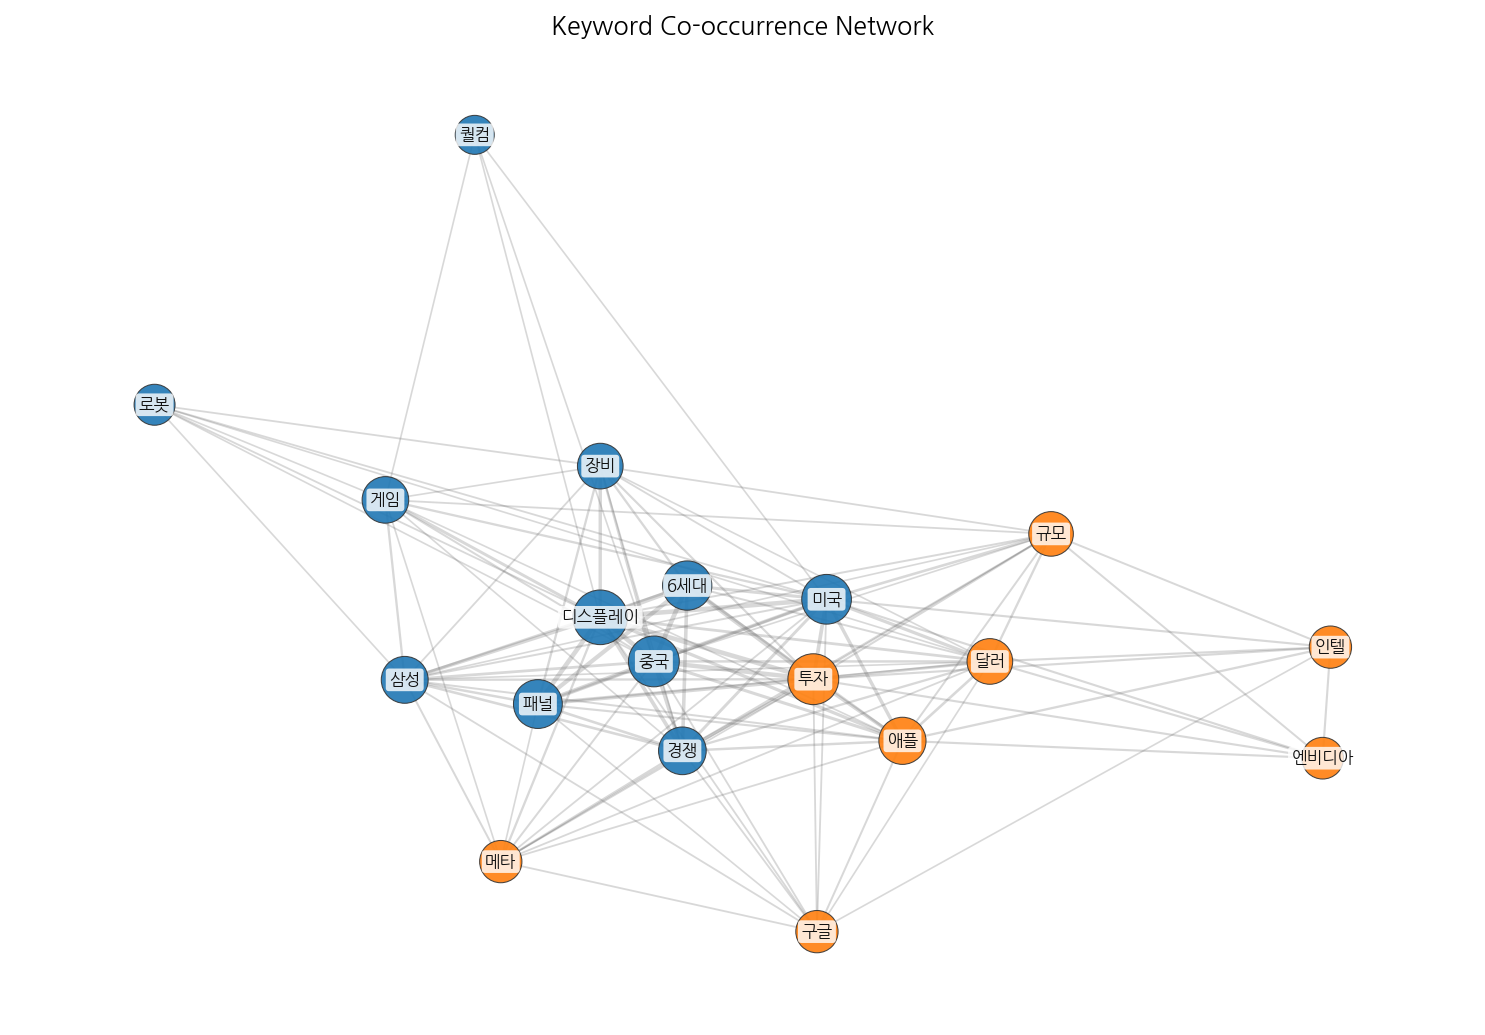 Keyword Co-occurrence Network
퀄컴
로봇
장비
게임
규모
6세대
미국
디스플레이
인텔
중국
달러
삼성
투자
패널
애플
경쟁
엔비디아
메타
구글